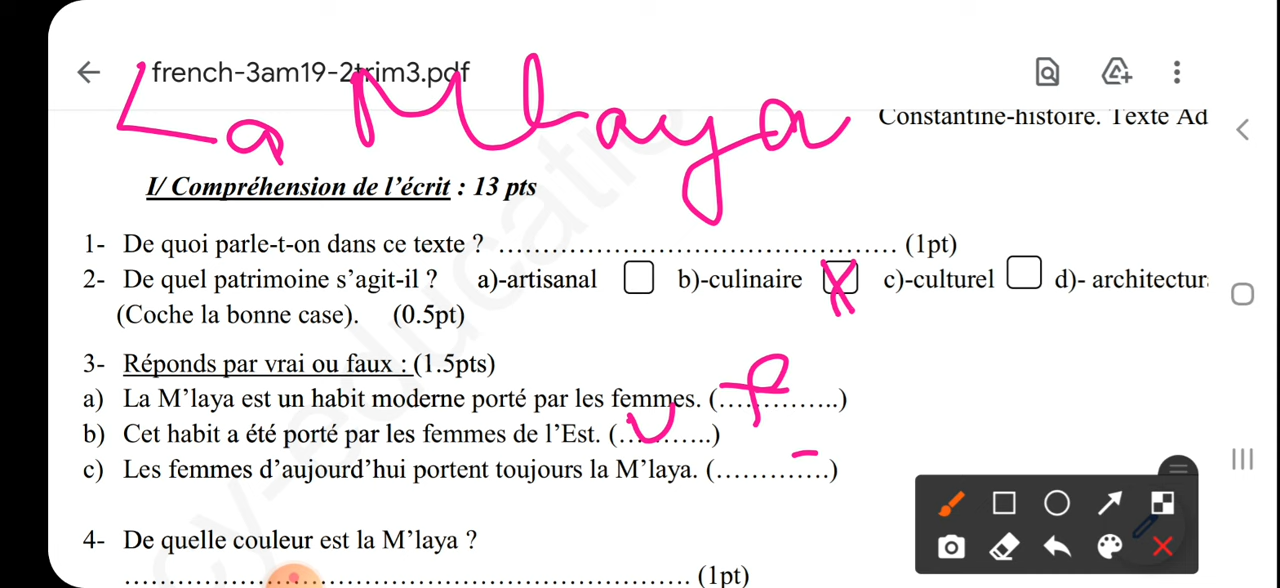 french-3am19-2trim3.pdf
La Mlaya
Constantine-histoire. Texte Ad
I/ Compréhension de l'écrit : 13 pts
1- De quoi parle-t-on dans ce texte ? ………………………………………… (1pt)
2- De quel patrimoine s'agit-il ? a)-artisanal b)-culinaire X c)-culturel d)- architectur
(Coche la bonne case). (0.5pt)
3- Réponds par vrai ou faux : (1.5pts)
a) La M'laya est un habit moderne porté par les femmes. (…………..) f
b) Cet habit a été porté par les femmes de l'Est. (………..) v
c) Les femmes d'aujourd'hui portent toujours la M'laya. (…………..)
4- De quelle couleur est la M'laya ?
…………………………………………………………… (1pt)